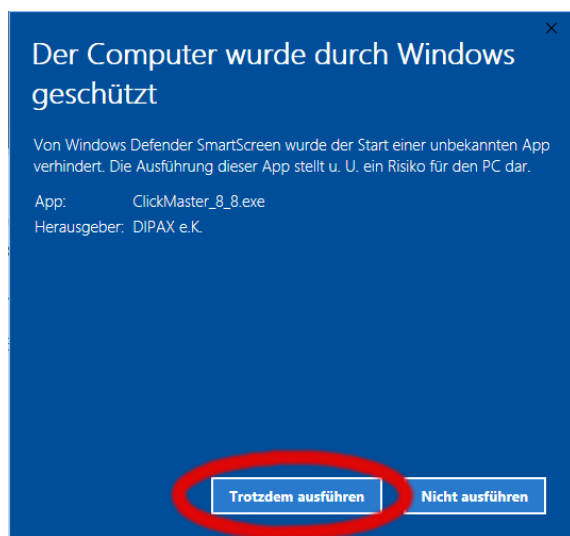 Der Computer wurde durch Windows
geschützt
Von Windows Defender SmartScreen wurde der Start einer unbekannten App
verhindert. Die Ausführung dieser App stellt u. U. ein Risiko für den PC dar.
App: ClickMaster_8_8.exe
Herausgeber: DIPAX e.K.
Trotzdem ausführen Nicht ausführen